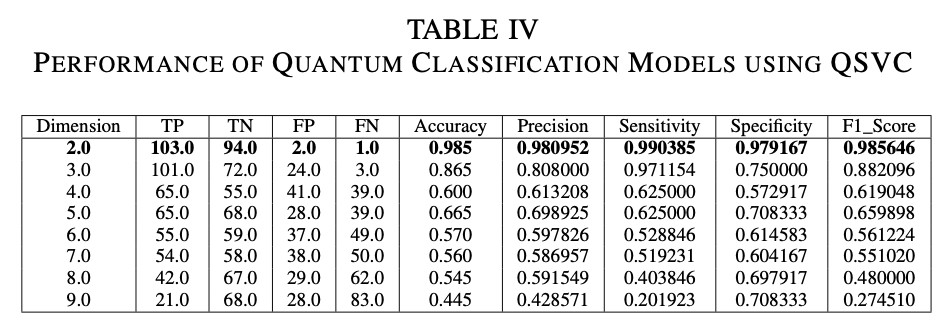 TABLE IV
PERFORMANCE OF QUANTUM CLASSIFICATION MODELS USING QSVC
Dimension TP TN FP FN Accuracy Precision Sensitivity Specificity F1_Score
2.0 103.0 94.0 2.0 1.0 0.985 0.980952 0.990385 0.979167 0.985646
3.0 101.0 72.0 24.0 3.0 0.865 0.808000 0.971154 0.750000 0.882096
4.0 65.0 55.0 41.0 39.0 0.600 0.613208 0.625000 0.572917 0.619048
5.0 65.0 68.0 28.0 39.0 0.665 0.698925 0.625000 0.708333 0.659898
6.0 55.0 59.0 37.0 49.0 0.570 0.597826 0.528846 0.614583 0.561224
7.0 54.0 58.0 38.0 50.0 0.560 0.586957 0.519231 0.604167 0.551020
8.0 42.0 67.0 29.0 62.0 0.545 0.591549 0.403846 0.697917 0.480000
9.0 21.0 68.0 28.0 83.0 0.445 0.428571 0.201923 0.708333 0.274510